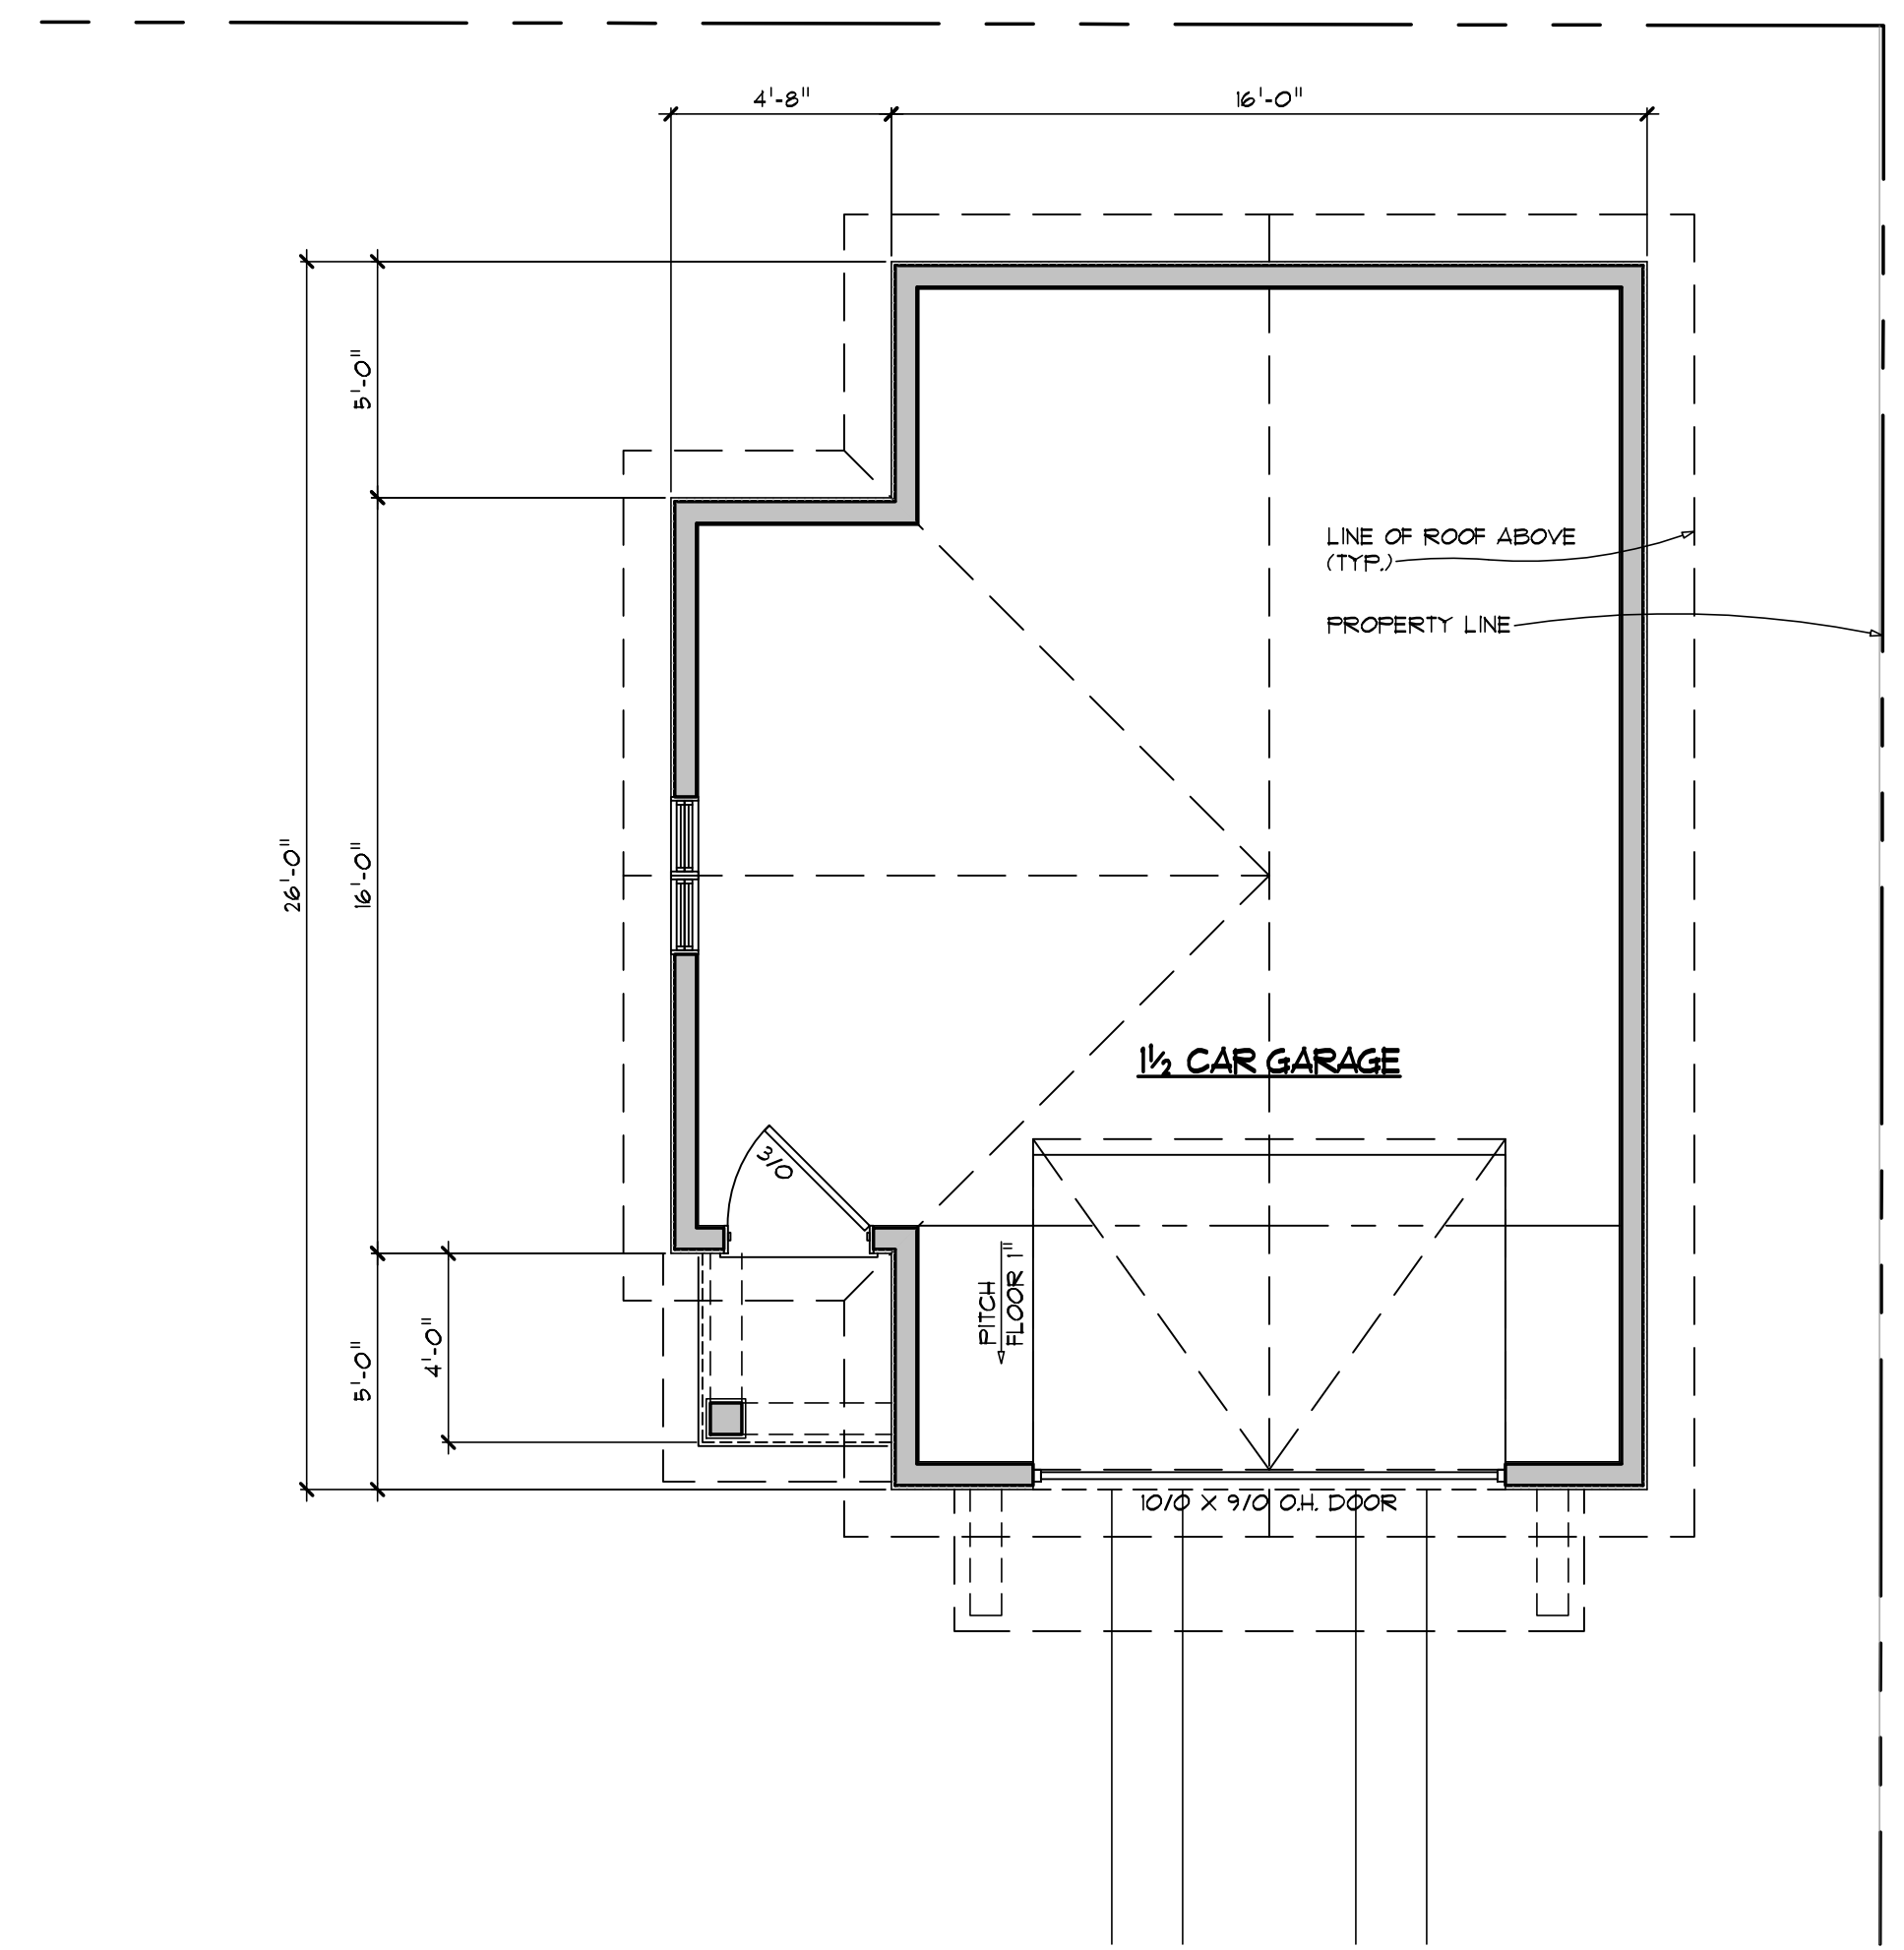 4'-8"
16'-0"
5'-0"
LINE OF ROOF ABOVE
(TYP.)
PROPERTY LINE
26'-0"
16'-0"
1½ CAR GARAGE
3/0
PITCH
FLOOR 1"
5'-0"
4'-0"
10/0 X 9/0 O.H. DOOR